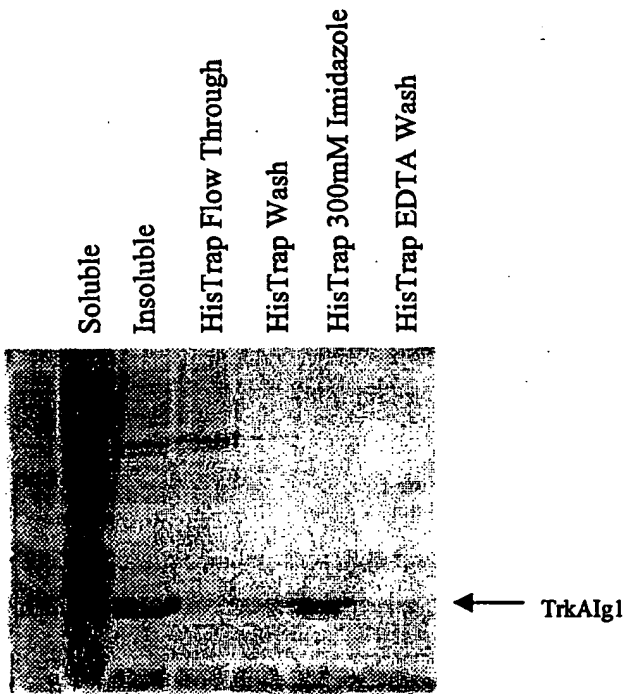 Soluble
Insoluble
HisTrap Flow Through
HisTrap Wash
HisTrap 300mM Imidazole
HisTrap EDTA Wash
TrkAIg1